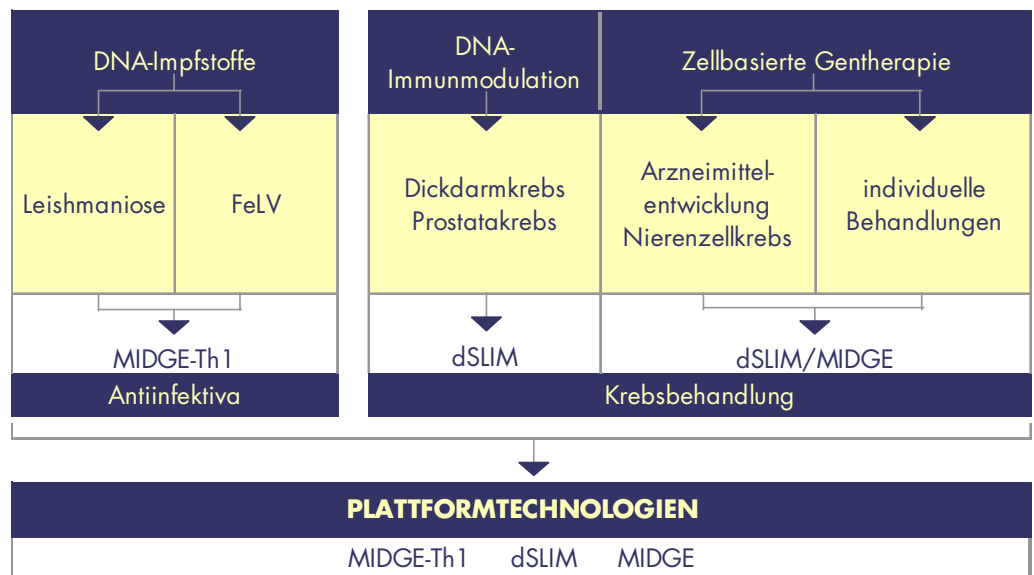 DNA-Impfstoffe
DNA-
Immunmodulation
Zellbasierte Gentherapie
Leishmaniose
FeLV
Dickdarmkrebs
Prostatakrebs
Arzneimittel-
entwicklung
Nierenzellkrebs
individuelle
Behandlungen
MIDGE-Th1
dSLIM
dSLIM/MIDGE
Antiinfektiva
Krebsbehandlung
PLATTFORMTECHNOLOGIEN
MIDGE-Th1 dSLIM MIDGE